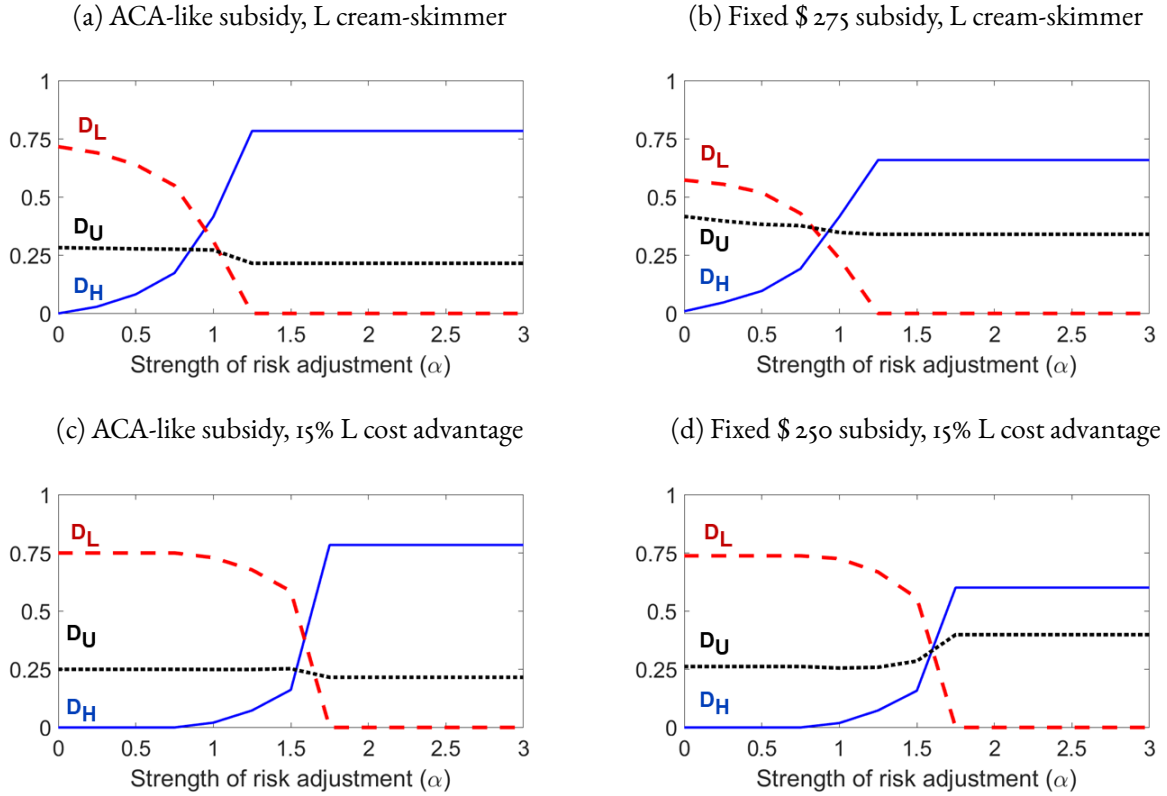 (a) ACA-like subsidy, L cream-skimmer
(b) Fixed $ 275 subsidy, L cream-skimmer
1
0.75
0.5
0.25
0
D_L
D_U
D_H
0 0.5 1 1.5 2 2.5 3
Strength of risk adjustment (α)
1
0.75
0.5
0.25
0
D_L
D_U
D_H
0 0.5 1 1.5 2 2.5 3
Strength of risk adjustment (α)
(c) ACA-like subsidy, 15% L cost advantage
(d) Fixed $ 250 subsidy, 15% L cost advantage
1
0.75
0.5
0.25
0
D_L
D_U
D_H
0 0.5 1 1.5 2 2.5 3
Strength of risk adjustment (α)
1
0.75
0.5
0.25
0
D_L
D_U
D_H
0 0.5 1 1.5 2 2.5 3
Strength of risk adjustment (α)